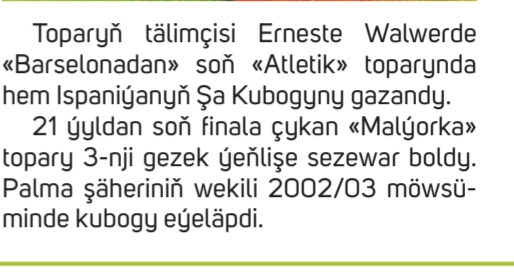 Toparyň tälimçisi Erneste Walwerde
«Barselonadan» soň «Atletik» toparynda
hem Ispaniýanyň Şa Kubogyny gazandy.
21 ýyldan soň finala çykan «Malýorka»
topary 3-nji gezek ýeňlişe sezewar boldy.
Palma şäheriniň wekili 2002/03 möwsü-
minde kubogy eýeläpdi.